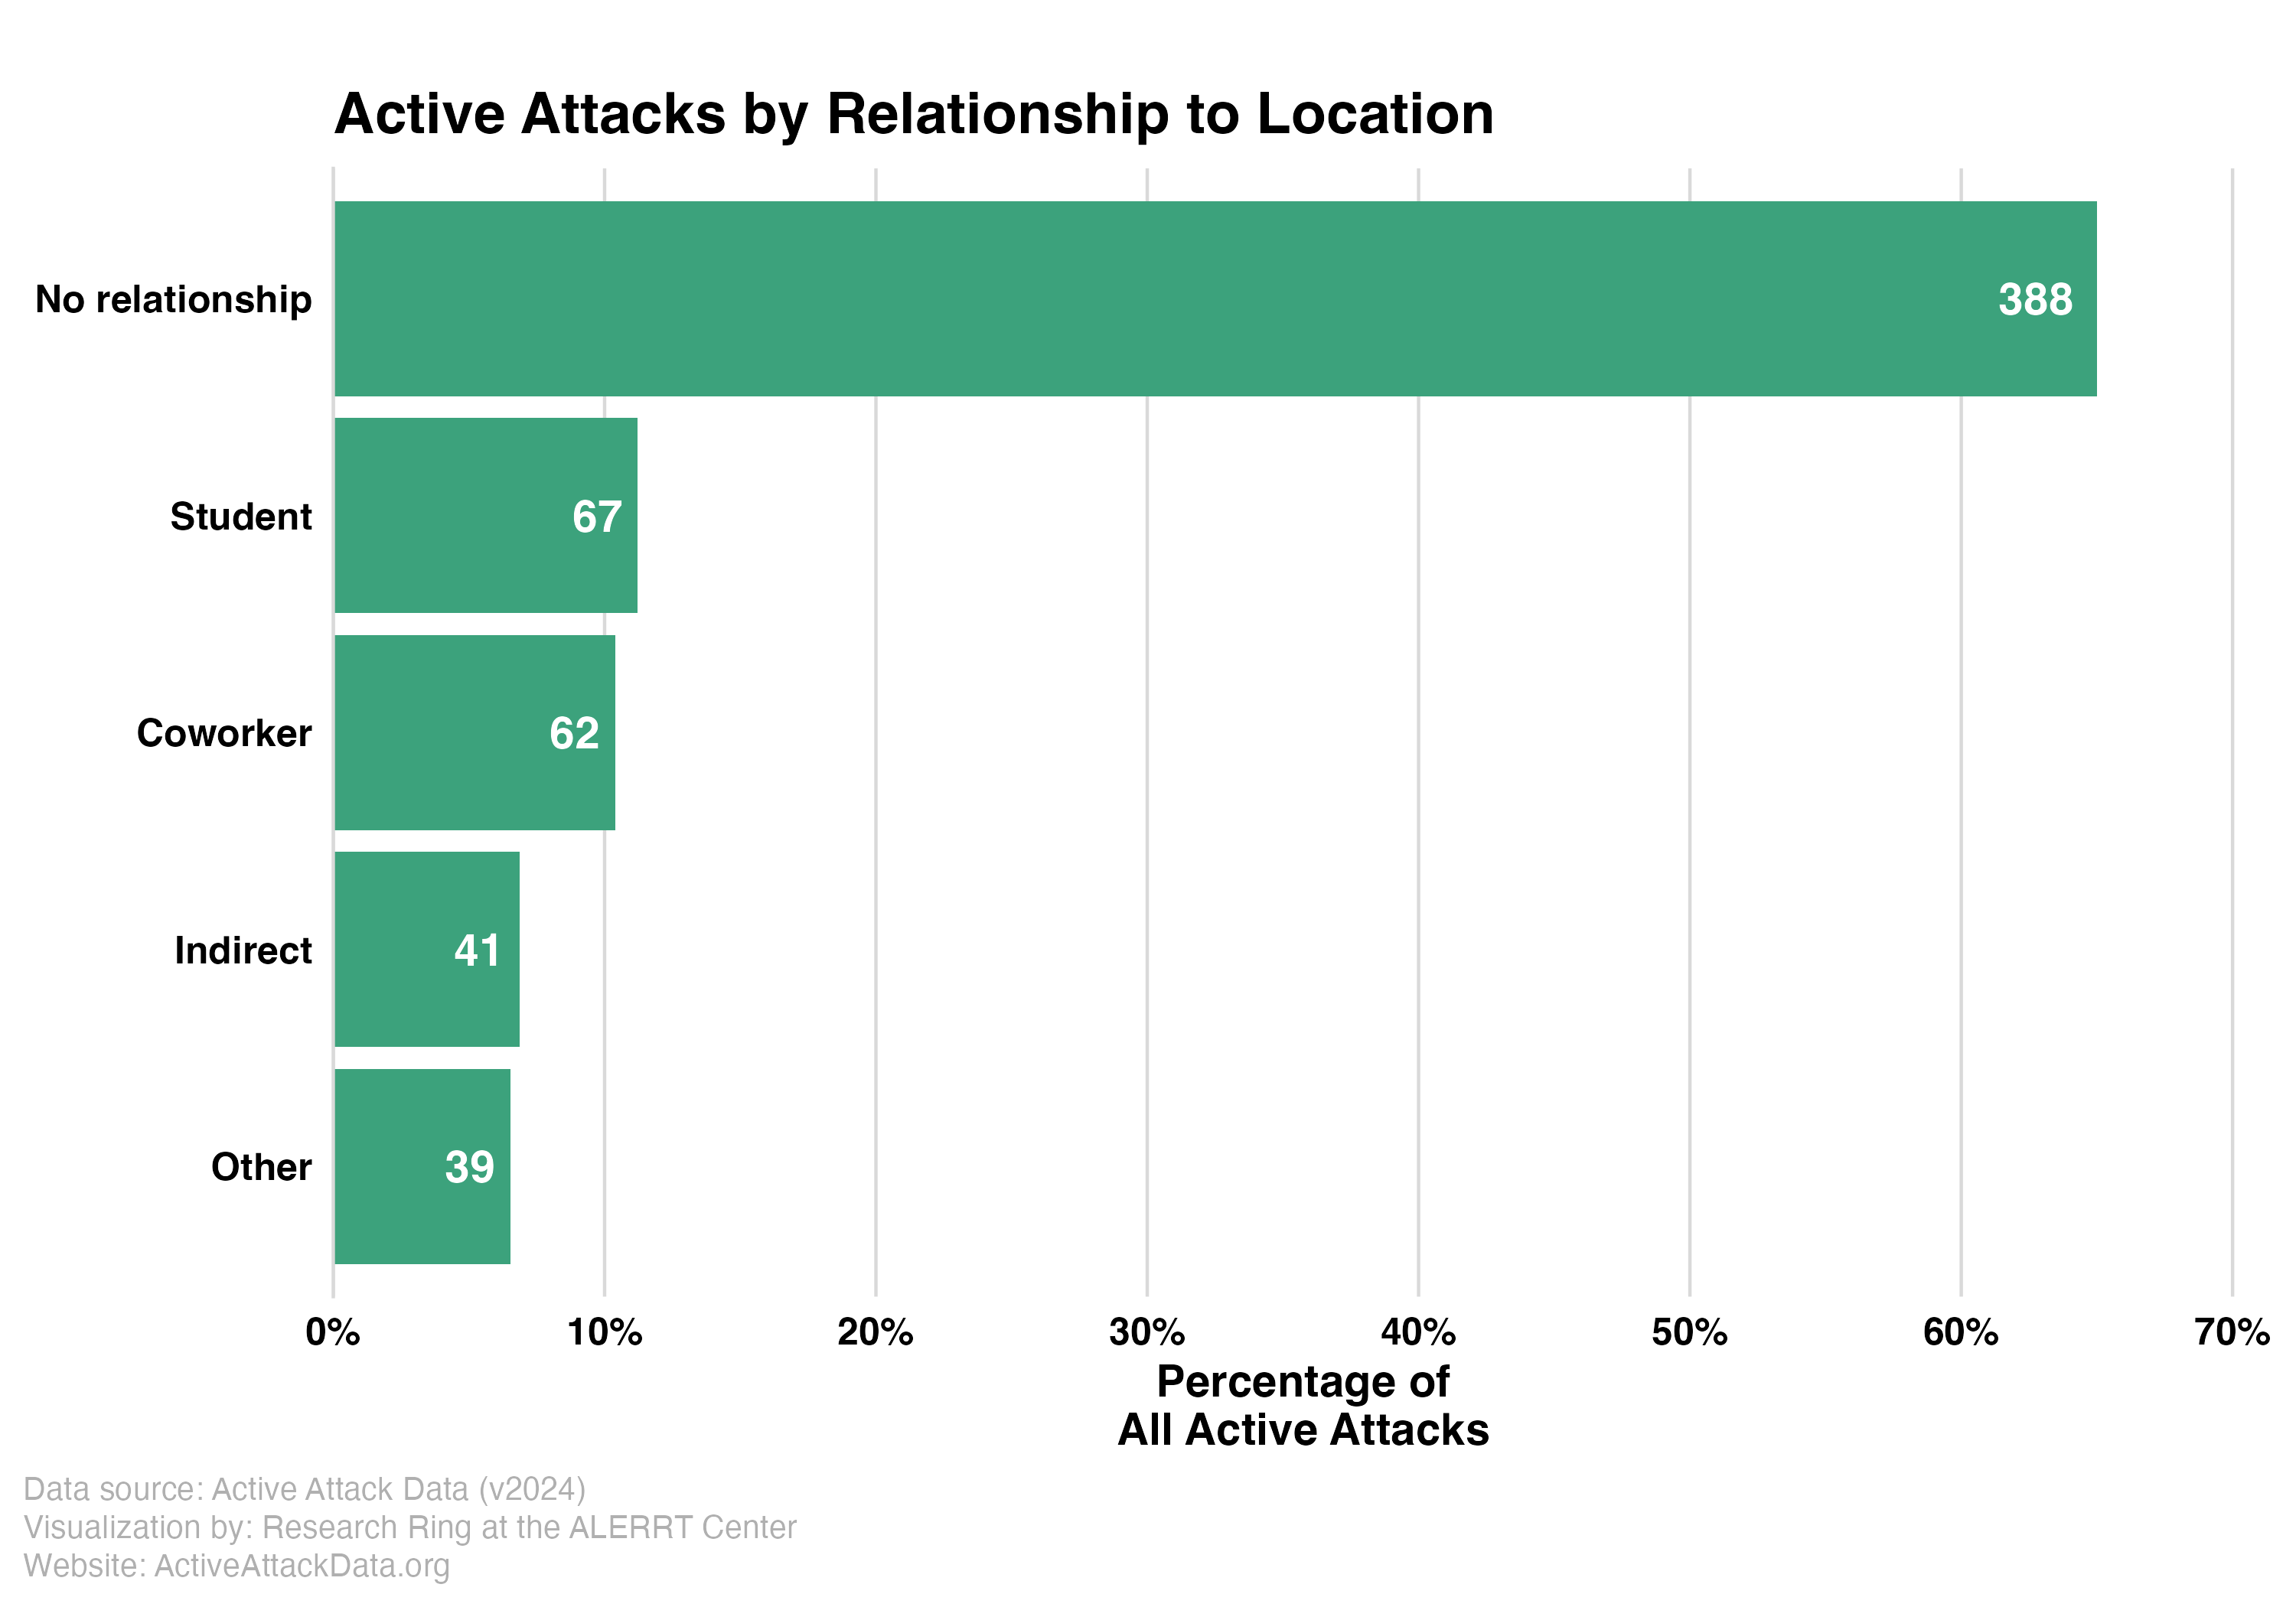 Active Attacks by Relationship to Location
No relationship
388
Student
67
Coworker
62
Indirect
41
Other
39
0% 10% 20% 30% 40% 50% 60% 70%
Percentage of
All Active Attacks
Data source: Active Attack Data (v2024)
Visualization by: Research Ring at the ALERRT Center
Website: ActiveAttackData.org